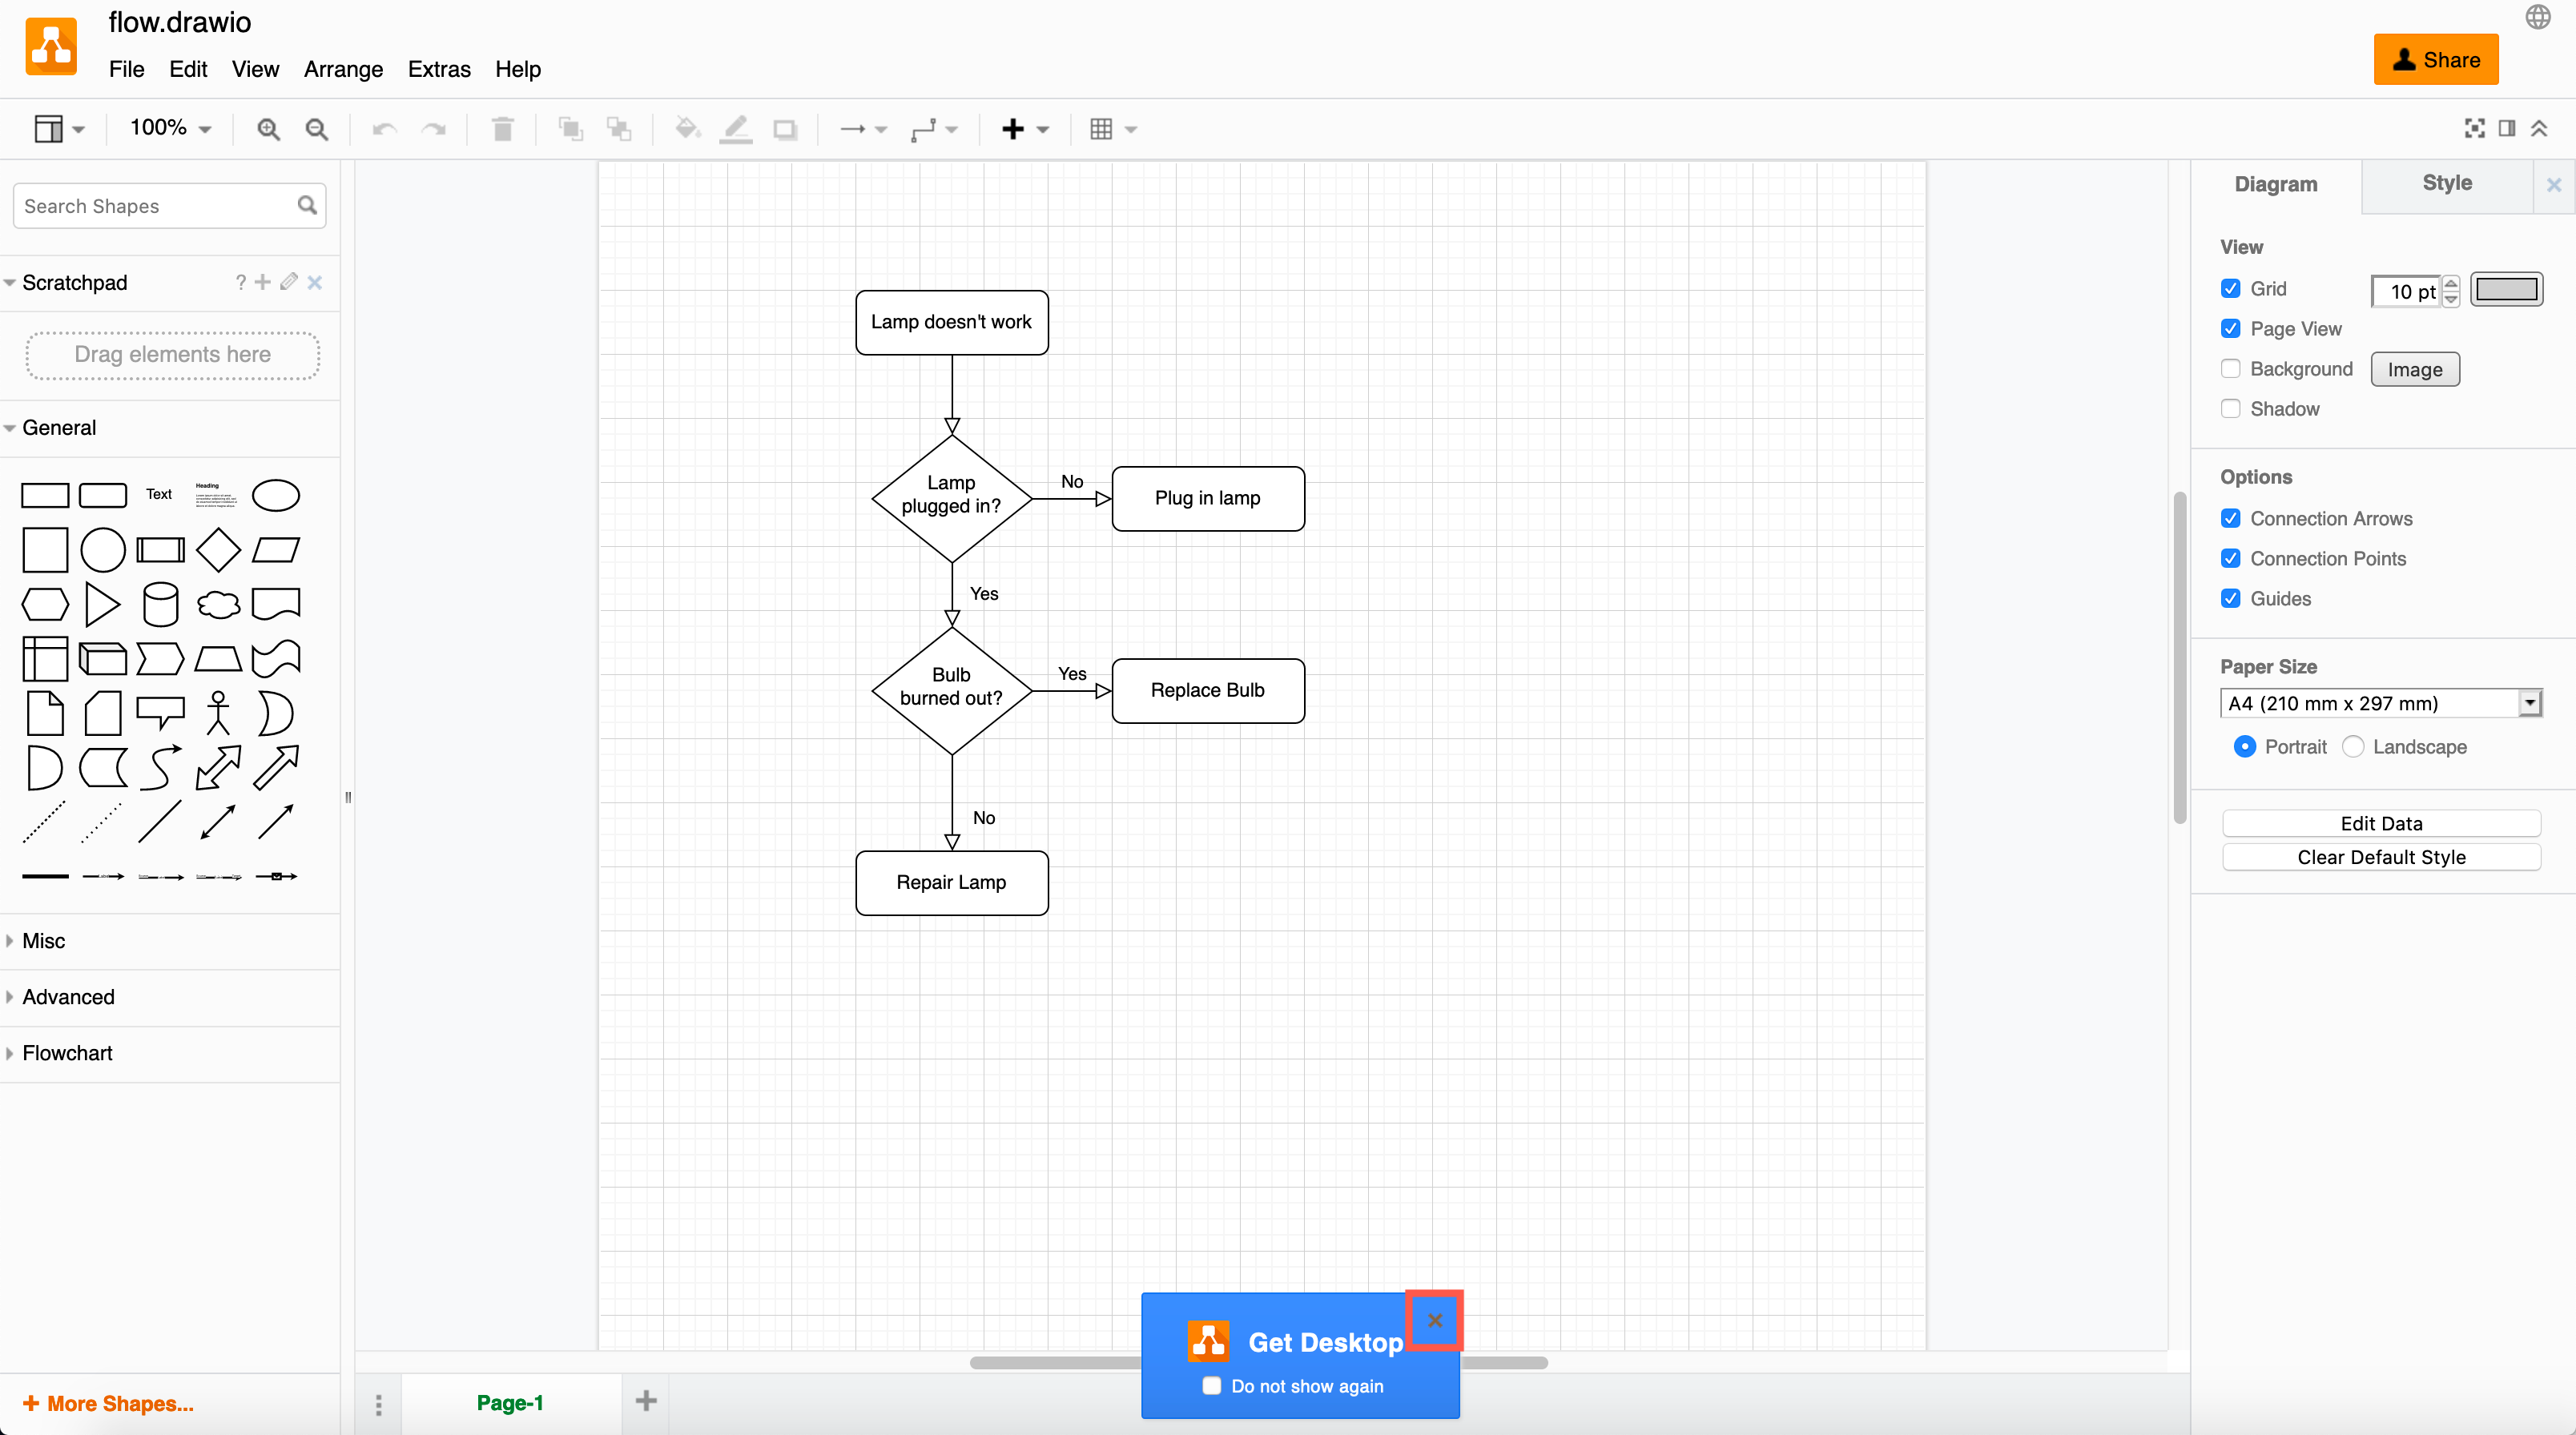 flow.drawio
File Edit View Arrange Extras Help
Share
100%
Search Shapes
Scratchpad ?
Drag elements here
General
Text
Heading
Misc
Advanced
Flowchart
+ More Shapes...
Lamp doesn't work
Lamp
plugged in?
No
Plug in lamp
Yes
Bulb
burned out?
Yes
Replace Bulb
No
Repair Lamp
Get Desktop
Do not show again
Page-1
Diagram Style
View
Grid 10 pt
Page View
Background Image
Shadow
Options
Connection Arrows
Connection Points
Guides
Paper Size
A4 (210 mm x 297 mm)
Portrait Landscape
Edit Data
Clear Default Style